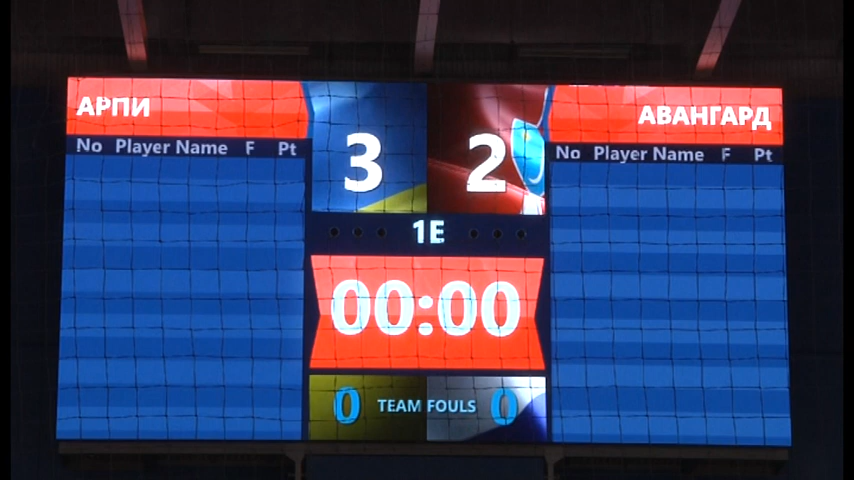 АРПИ
3
2
АВАНГАРД
No Player Name F Pt
No Player Name F Pt
1E
00:00
0 TEAM FOULS 0